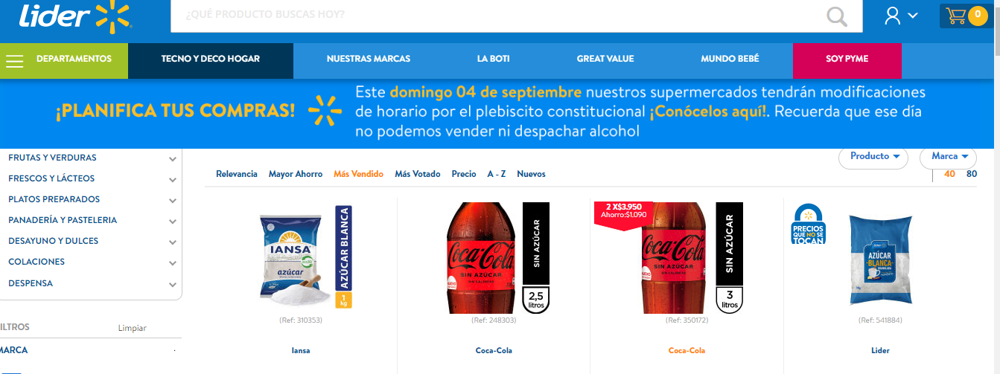 Lider
¿QUÉ PRODUCTO BUSCAS HOY?
0
DEPARTAMENTOS
TECNO Y DECO HOGAR
NUESTRAS MARCAS
LA BOTI
GREAT VALUE
MUNDO BEBÉ
SOY PYME
¡PLANIFICA TUS COMPRAS!
Este domingo 04 de septiembre nuestros supermercados tendrán modificaciones
de horario por el plebiscito constitucional ¡Conócelos aquí!. Recuerda que ese día
no podemos vender ni despachar alcohol
FRUTAS Y VERDURAS
FRESCOS Y LÁCTEOS
PLATOS PREPARADOS
PANADERÍA Y PASTELERIA
DESAYUNO Y DULCES
COLACIONES
DESPENSA
ILTROS
Limpiar
MARCA
Producto
Marca
Relevancia
Mayor Ahorro
Más Vendido
Más Votado
Precio
A - Z
Nuevos
40
80
IANSA
azúcar
AZÚCAR BLANCA
1
kg
(Ref: 310353)
Iansa
Coca-Cola
SIN AZÚCAR
SIN CALORÍAS
SIN AZÚCAR
2,5
litros
(Ref: 248303)
Coca-Cola
2 X$3.950
Ahorro:$1.090
Coca-Cola
SIN AZÚCAR
SIN CALORÍAS
SIN AZÚCAR
3
litros
(Ref: 350172)
Coca-Cola
PRECIOS
QUE NO SE
TOCAN
Lider
AZÚCAR
BLANCA
GRANULADA
(Ref: 541884)
Lider